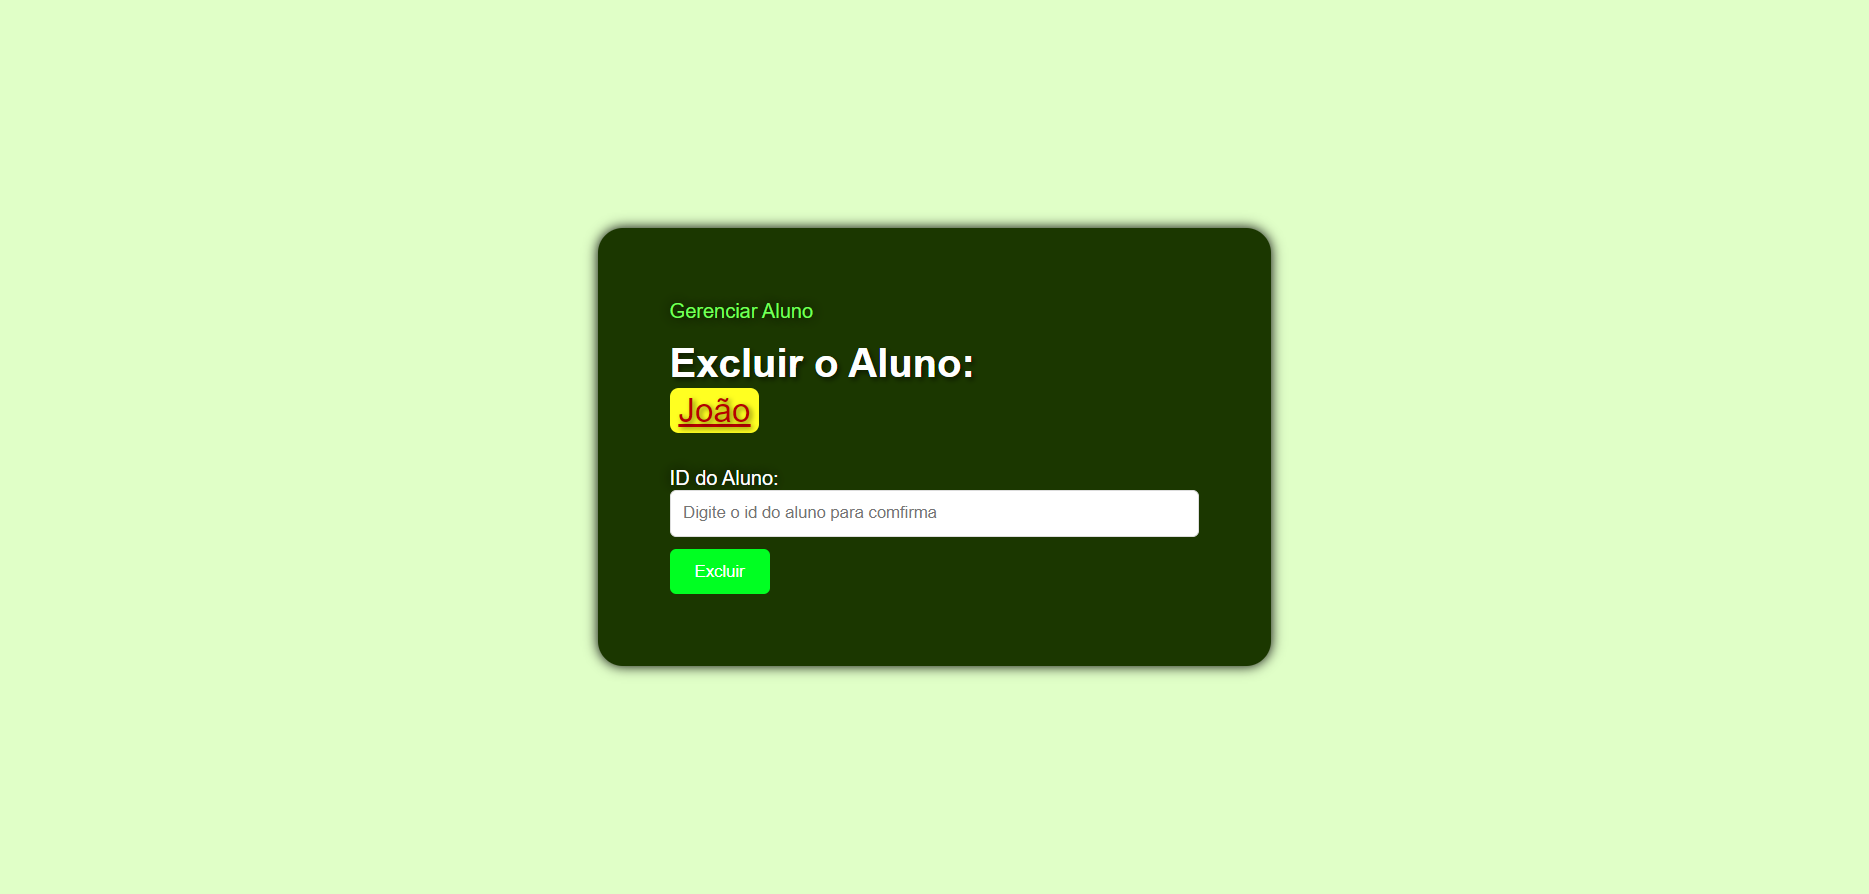 Gerenciar Aluno
Excluir o Aluno:
João
ID do Aluno:
Digite o id do aluno para comfirma
Excluir